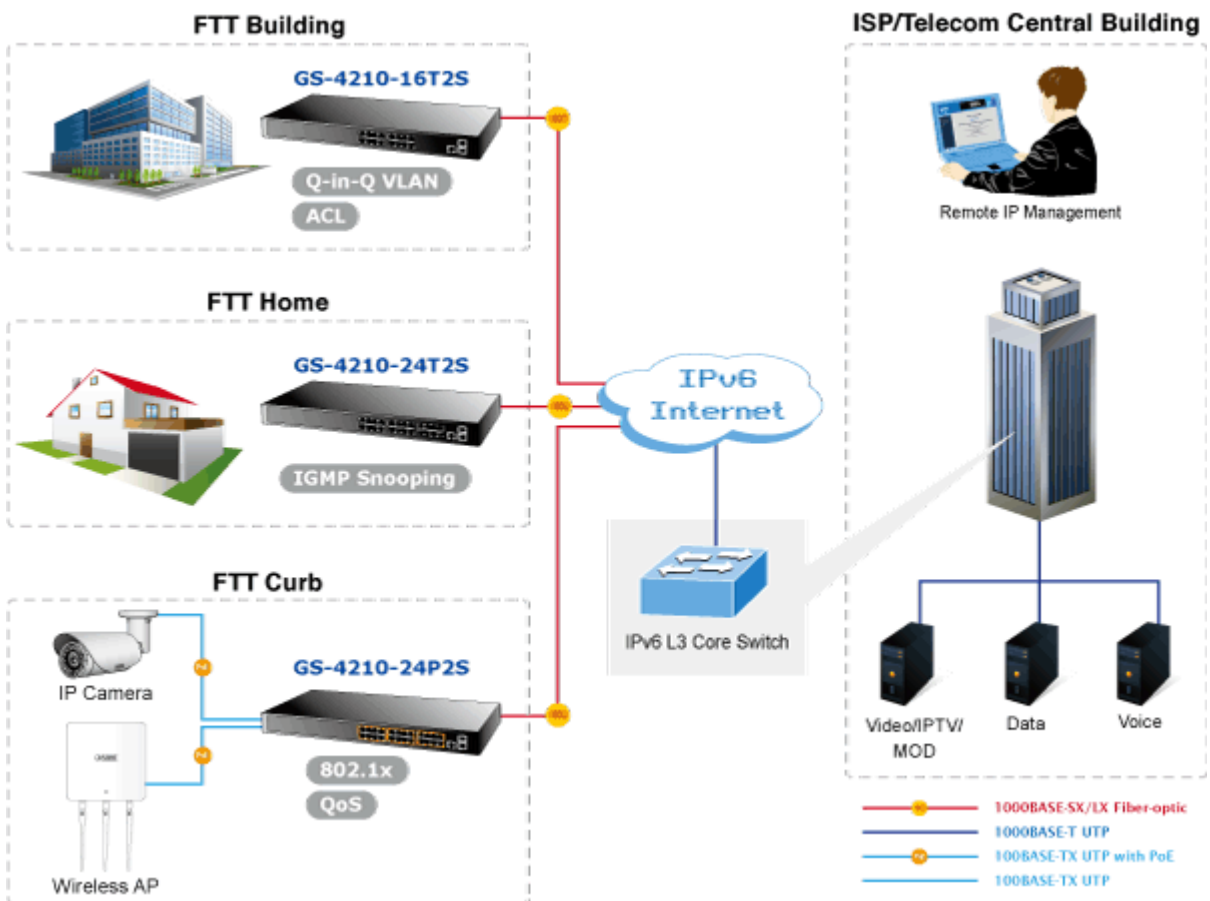 FTT Building
GS-4210-16T2S
Q-in-Q VLAN
ACL
FTT Home
GS-4210-24T2S
IGMP Snooping
FTT Curb
IP Camera
GS-4210-24P2S
802.1x
QoS
Wireless AP
IPv6
Internet
IPv6 L3 Core Switch
ISP/Telecom Central Building
Remote IP Management
Video/IPTV/
MOD
Data
Voice
1000BASE-SX/LX Fiber-optic
1000BASE-T UTP
100BASE-TX UTP with PoE
100BASE-TX UTP